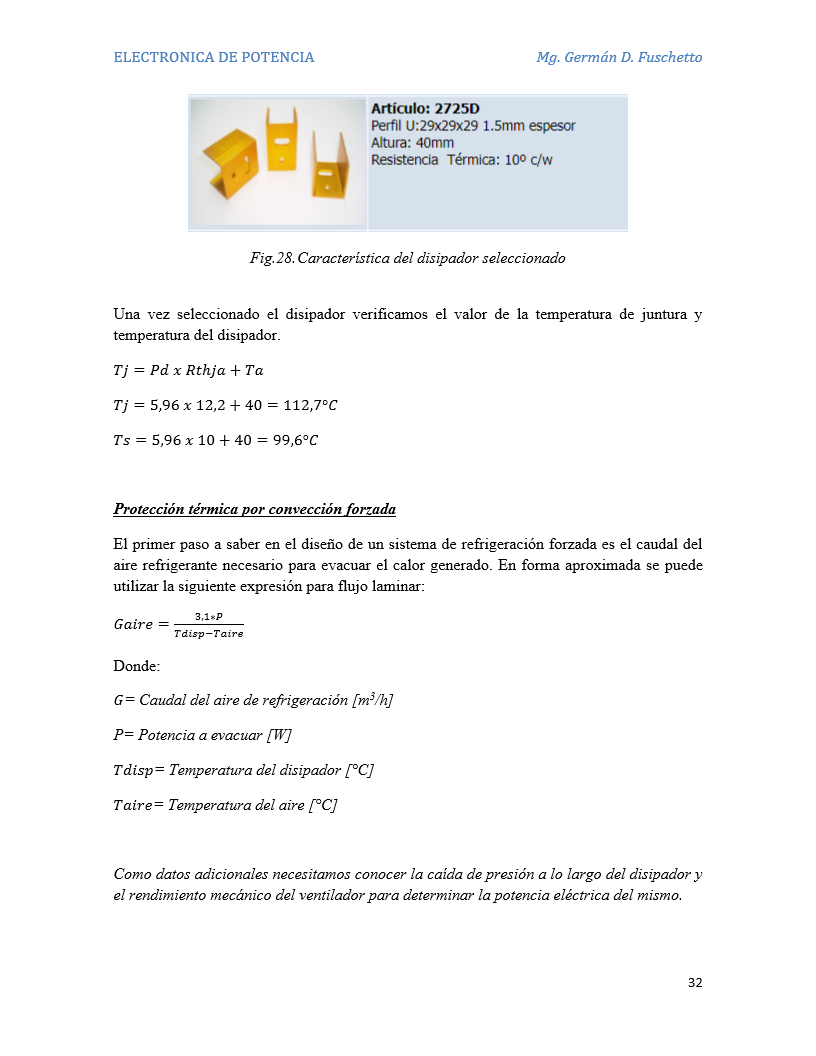 ELECTRONICA DE POTENCIA Mg. Germán D. Fuschetto
Artículo: 2725D
Perfil U:29x29x29 1.5mm espesor
Altura: 40mm
Resistencia Térmica: 10º c/w
Fig.28.Característica del disipador seleccionado
Una vez seleccionado el disipador verificamos el valor de la temperatura de juntura y
temperatura del disipador.
Tj = Pd x Rthja + Ta
Tj = 5,96 x 12,2 + 40 = 112,7°C
Ts = 5,96 x 10 + 40 = 99,6°C
Protección térmica por convección forzada
El primer paso a saber en el diseño de un sistema de refrigeración forzada es el caudal del
aire refrigerante necesario para evacuar el calor generado. En forma aproximada se puede
utilizar la siguiente expresión para flujo laminar:
Gaire = 3,1*P / Tdisp−Taire
Donde:
G= Caudal del aire de refrigeración [m³/h]
P= Potencia a evacuar [W]
Tdisp= Temperatura del disipador [°C]
Taire= Temperatura del aire [°C]
Como datos adicionales necesitamos conocer la caída de presión a lo largo del disipador y
el rendimiento mecánico del ventilador para determinar la potencia eléctrica del mismo.
32